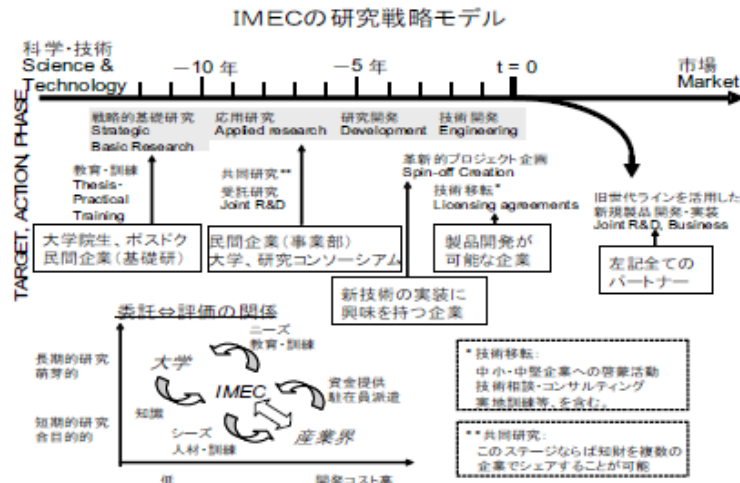 IMECの研究戦略モデル
科学・技術
Science &
Technology
－10 年
－5 年
t = 0
市場
Market
TARGET, ACTION, PHASE
戦略的基礎研究
Strategic
Basic Research
応用研究
Applied research
研究開発
Development
技術開発
Engineering
教育・訓練
Thesis-
Practical
Training
共同研究**
受託研究
Joint R&D
革新的プロジェクト企画
Spin-off Creation
技術移転*
Licensing agreements
旧世代ラインを活用した
新規製品開発・実装
Joint R&D, Business
大学院生、ポスドク
民間企業（基礎研）
民間企業（事業部）
大学、研究コンソーシアム
製品開発が
可能な企業
新技術の実装に
興味を持つ企業
左記全ての
パートナー
委託⇔評価の関係
長期的研究
萌芽的
短期的研究
合目的的
大学
ニーズ
教育・訓練
IMEC
資金提供
駐在員派遣
知識
シーズ
人材・訓練
産業界
低
開発コスト高
* 技術移転：
中小・中堅企業への啓蒙活動
技術相談・コンサルティング
実地訓練等、を含む。
** 共同研究：
このステージならば知財を複数の
企業でシェアすることが可能